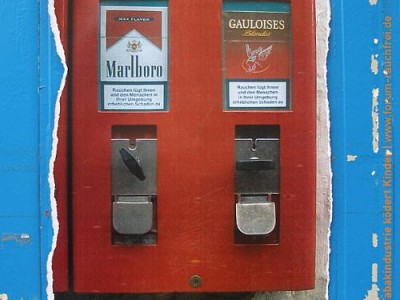 MAX FLAVOR
Marlboro
Rauchen fügt Ihnen
und den Menschen
in Ihrer Umgebung
erheblichen Schaden zu.
GAULOISES
Blondes
Rauchen fügt Ihnen
und den Menschen
in Ihrer Umgebung
erheblichen Schaden zu.
abakindustrie ködert Kinder | www.forum-rauchfrei.de